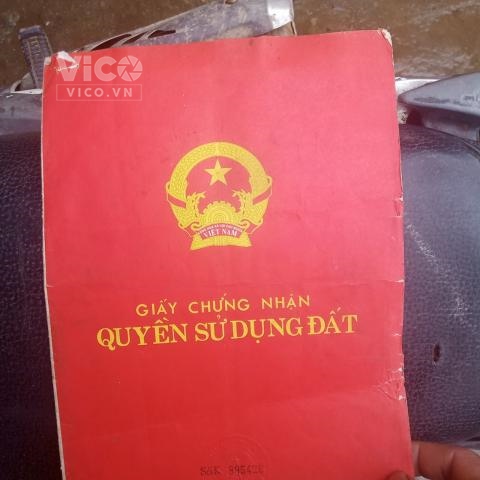 VICO
VICO.VN
VIỆT NAM
GIẤY CHỨNG NHẬN
QUYỀN SỬ DỤNG ĐẤT